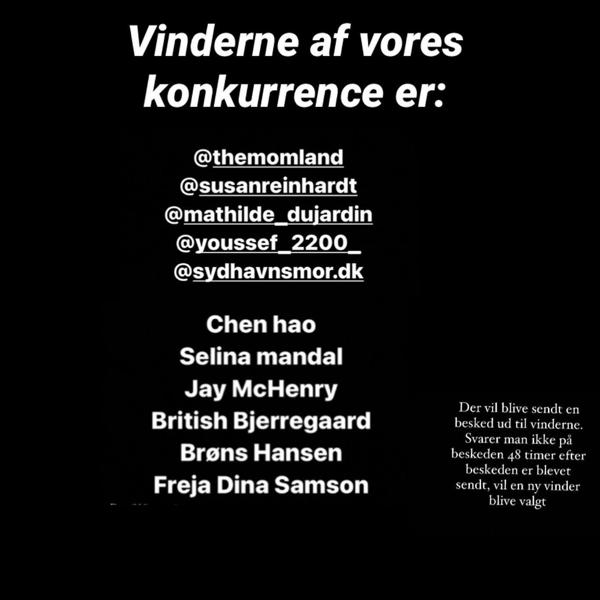 Vinderne af vores
konkurrence er:
@themomland
@susanreinhardt
@mathilde_dujardin
@youssef_2200_
@sydhavnsmor.dk
Chen hao
Selina mandal
Jay McHenry
British Bjerregaard
Brøns Hansen
Freja Dina Samson
Der vil blive sendt en
besked ud til vinderne.
Svarer man ikke på
beskeden 48 timer efter
beskeden er blevet
sendt, vil en ny vinder
blive valgt